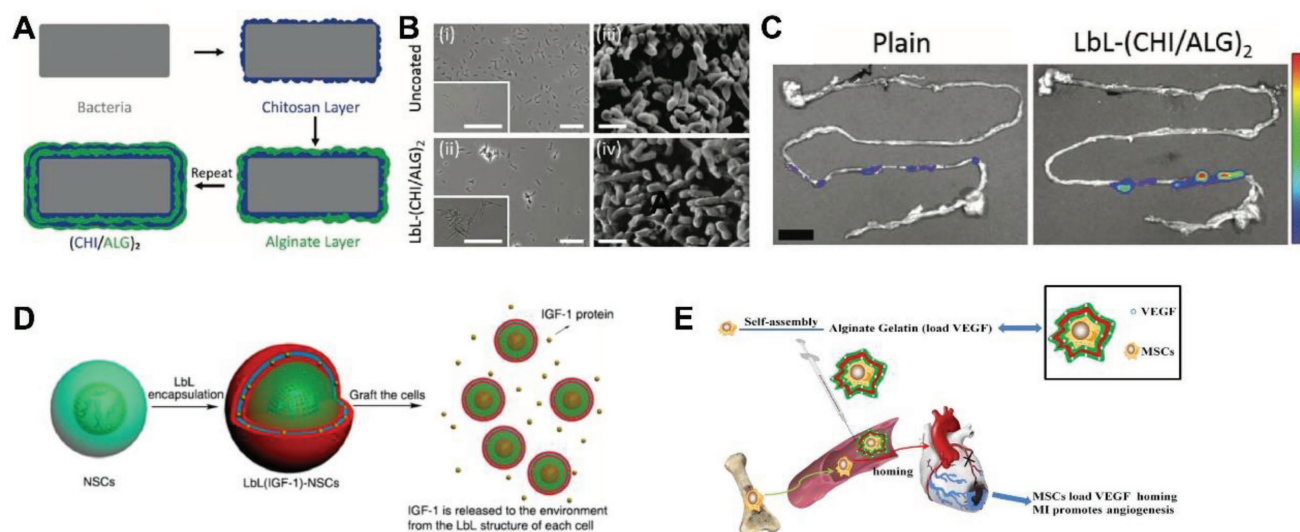 A
Bacteria
Chitosan Layer
Repeat
(CHI/ALG)₂
Alginate Layer
B
Uncoated
LbL-(CHI/ALG)₂
(i)
(iii)
(ii)
(iv)
C
Plain
LbL-(CHI/ALG)₂
D
NSCs
LbL
encapsulation
LbL(IGF-1)-NSCs
Graft the cells
IGF-1 protein
IGF-1 is released to the environment
from the LbL structure of each cell
E
Self-assembly
Alginate Gelatin (load VEGF)
VEGF
MSCs
homing
MSCs load VEGF homing
MI promotes angiogenesis